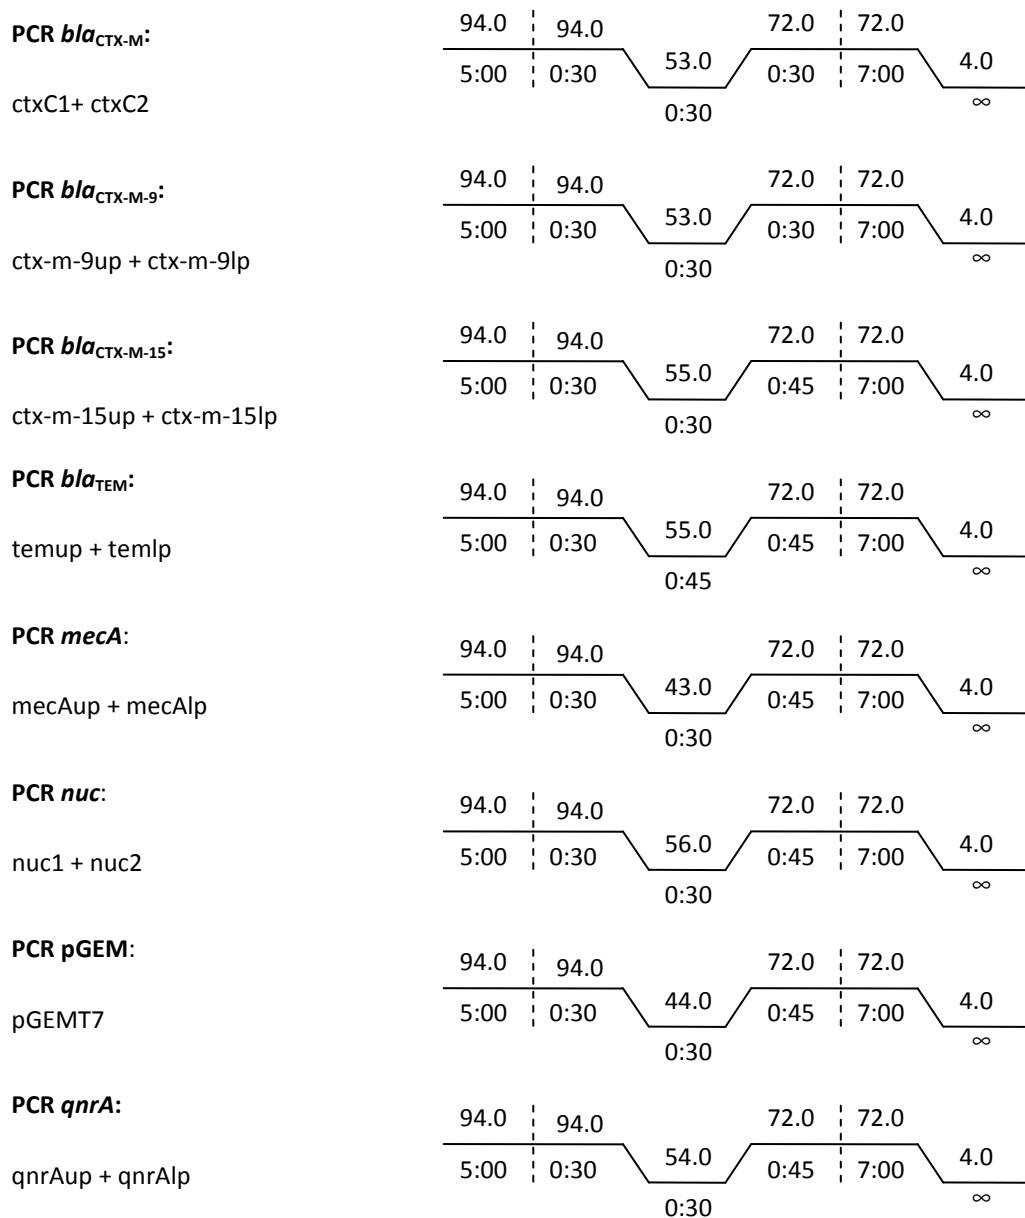 PCR blaCTX-M:
94.0 94.0 53.0 72.0 72.0 4.0
5:00 0:30 0:30 0:30 7:00 ∞
ctxC1+ ctxC2
PCR blaCTX-M-9:
94.0 94.0 53.0 72.0 72.0 4.0
5:00 0:30 0:30 0:30 7:00 ∞
ctx-m-9up + ctx-m-9lp
PCR blaCTX-M-15:
94.0 94.0 55.0 72.0 72.0 4.0
5:00 0:30 0:30 0:45 7:00 ∞
ctx-m-15up + ctx-m-15lp
PCR blaTEM:
94.0 94.0 55.0 72.0 72.0 4.0
5:00 0:30 0:45 0:45 7:00 ∞
temup + temlp
PCR mecA:
94.0 94.0 43.0 72.0 72.0 4.0
5:00 0:30 0:30 0:45 7:00 ∞
mecAup + mecAlp
PCR nuc:
94.0 94.0 56.0 72.0 72.0 4.0
5:00 0:30 0:30 0:45 7:00 ∞
nuc1 + nuc2
PCR pGEM:
94.0 94.0 44.0 72.0 72.0 4.0
5:00 0:30 0:30 0:45 7:00 ∞
pGEMT7
PCR qnrA:
94.0 94.0 54.0 72.0 72.0 4.0
5:00 0:30 0:30 0:45 7:00 ∞
qnrAup + qnrAlp